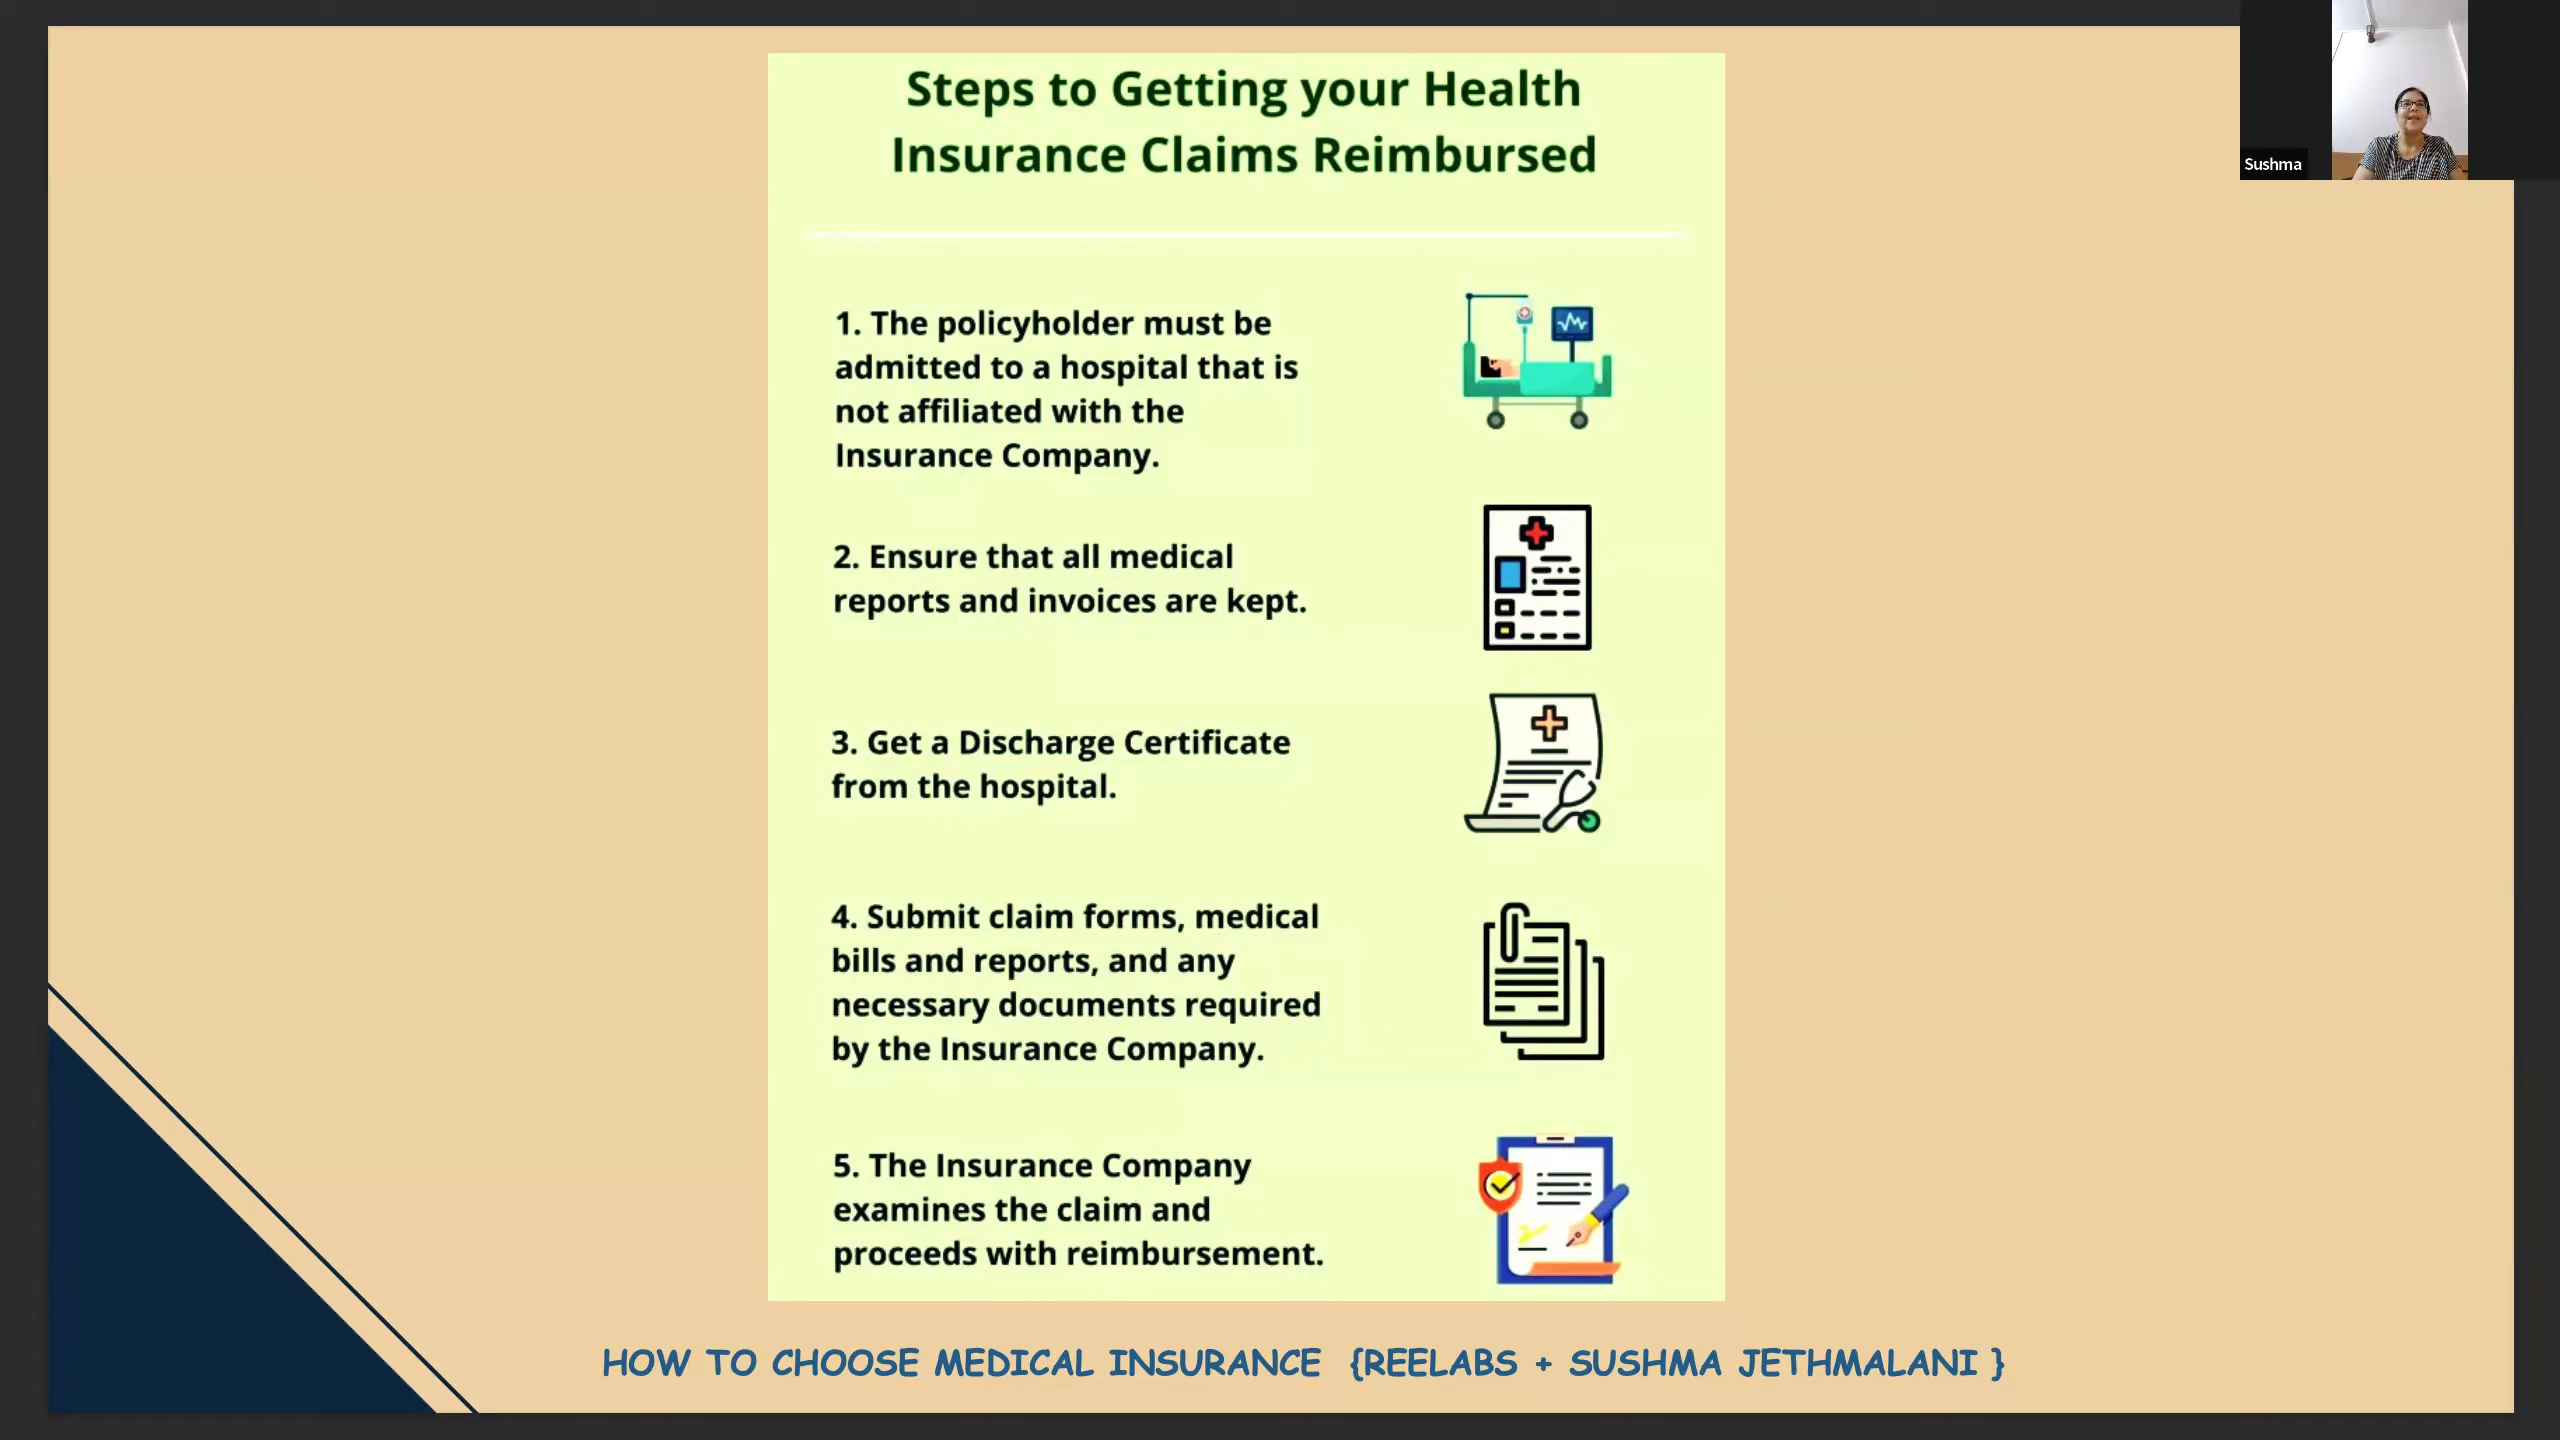 Steps to Getting your Health
Insurance Claims Reimbursed
1. The policyholder must be
admitted to a hospital that is
not affiliated with the
Insurance Company.
2. Ensure that all medical
reports and invoices are kept.
3. Get a Discharge Certificate
from the hospital.
4. Submit claim forms, medical
bills and reports, and any
necessary documents required
by the Insurance Company.
5. The Insurance Company
examines the claim and
proceeds with reimbursement.
HOW TO CHOOSE MEDICAL INSURANCE {REELABS + SUSHMA JETHMALANI }
Sushma